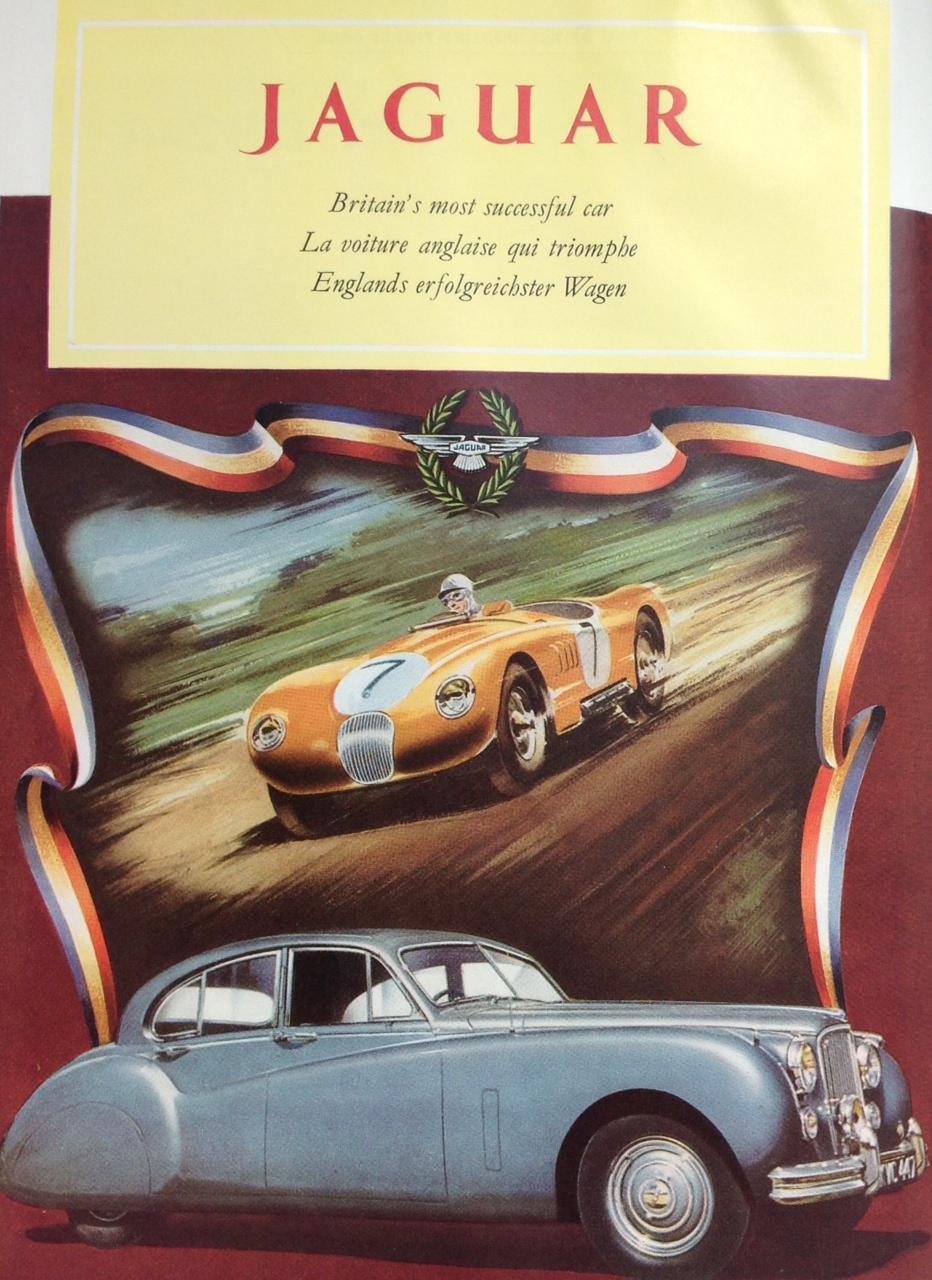 JAGUAR
Britain's most successful car
La voiture anglaise qui triomphe
Englands erfolgreichster Wagen
JAGUAR
7
7